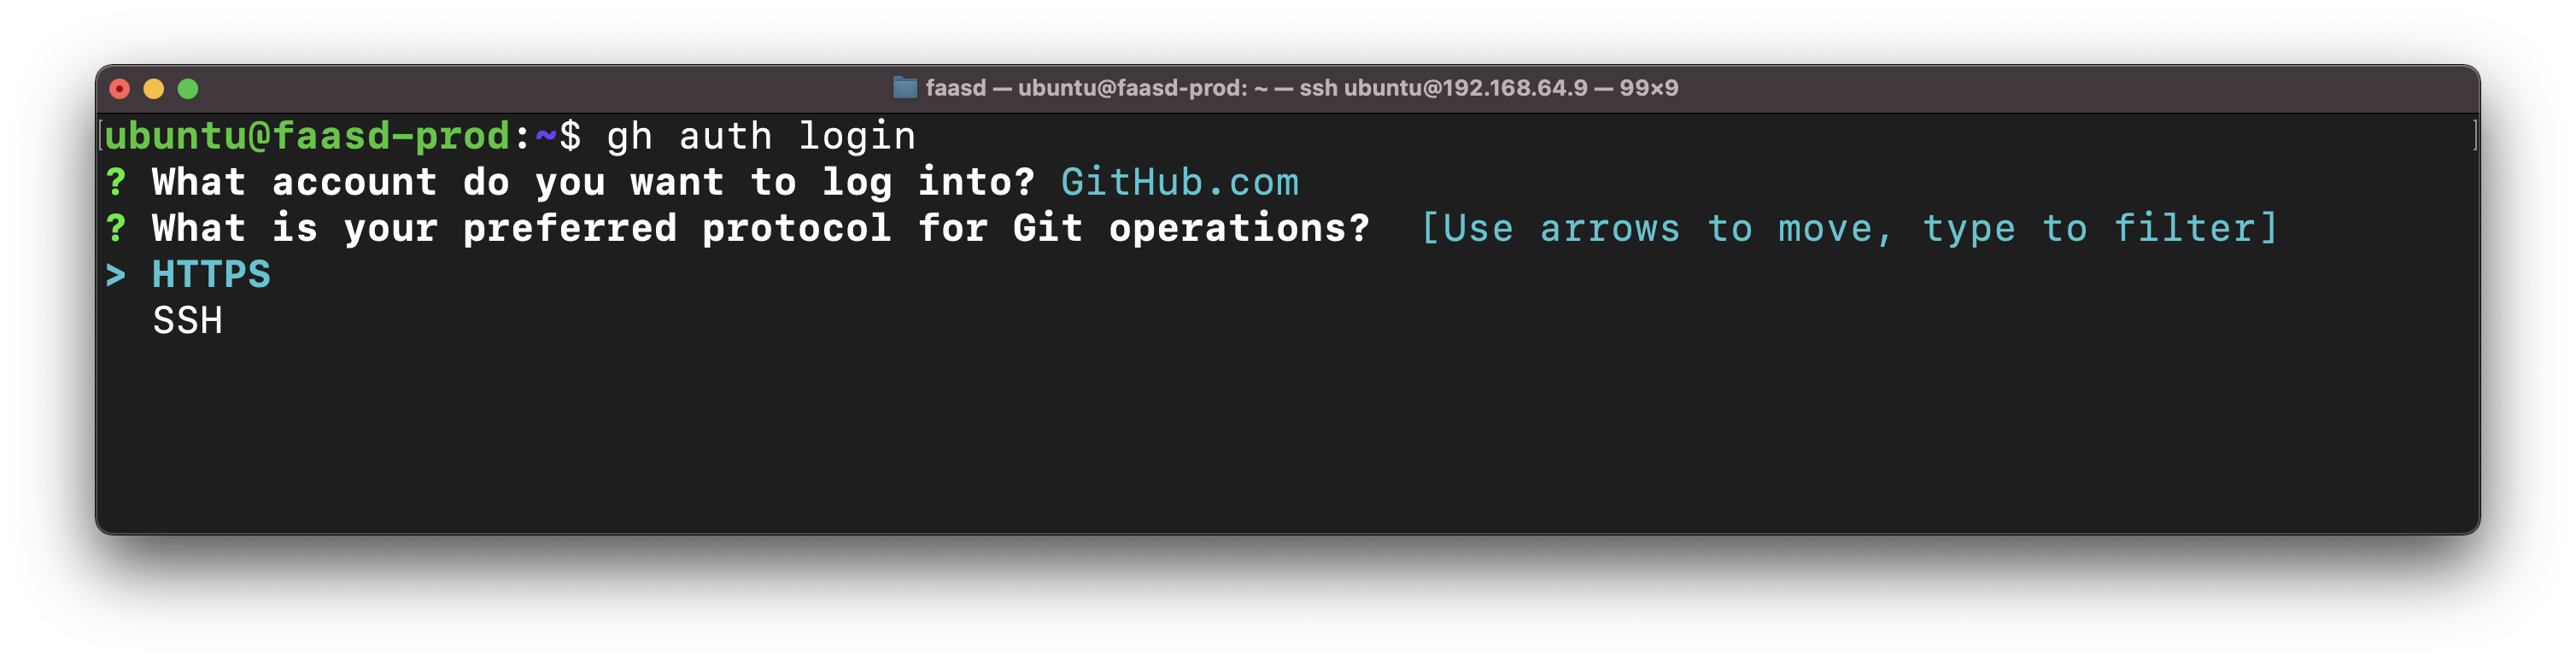 faasd — ubuntu@faasd-prod: ~ — ssh ubuntu@192.168.64.9 — 99×9
[ubuntu@faasd-prod:~$ gh auth login ]
? What account do you want to log into? GitHub.com
? What is your preferred protocol for Git operations?  [Use arrows to move, type to filter]
> HTTPS
  SSH